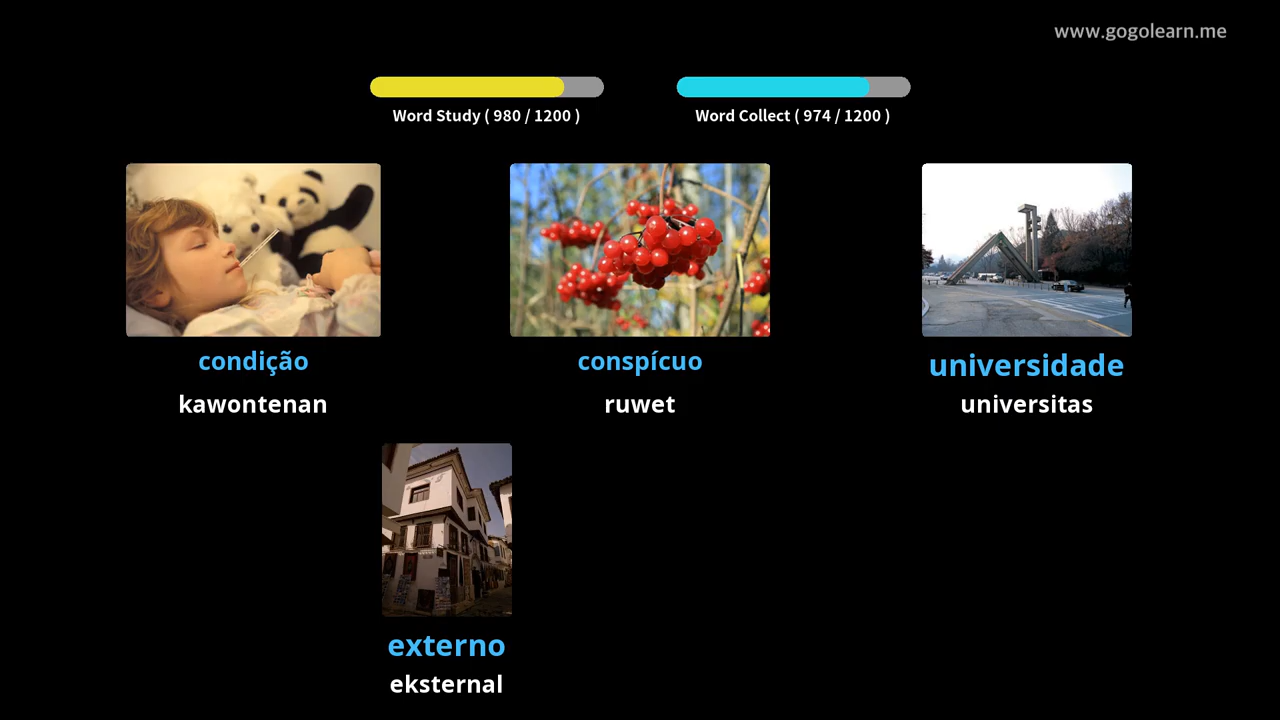 www.gogolearn.me
Word Study ( 980 / 1200 )
Word Collect ( 974 / 1200 )
condição
kawontenan
conspícuo
ruwet
universidade
universitas
externo
eksternal